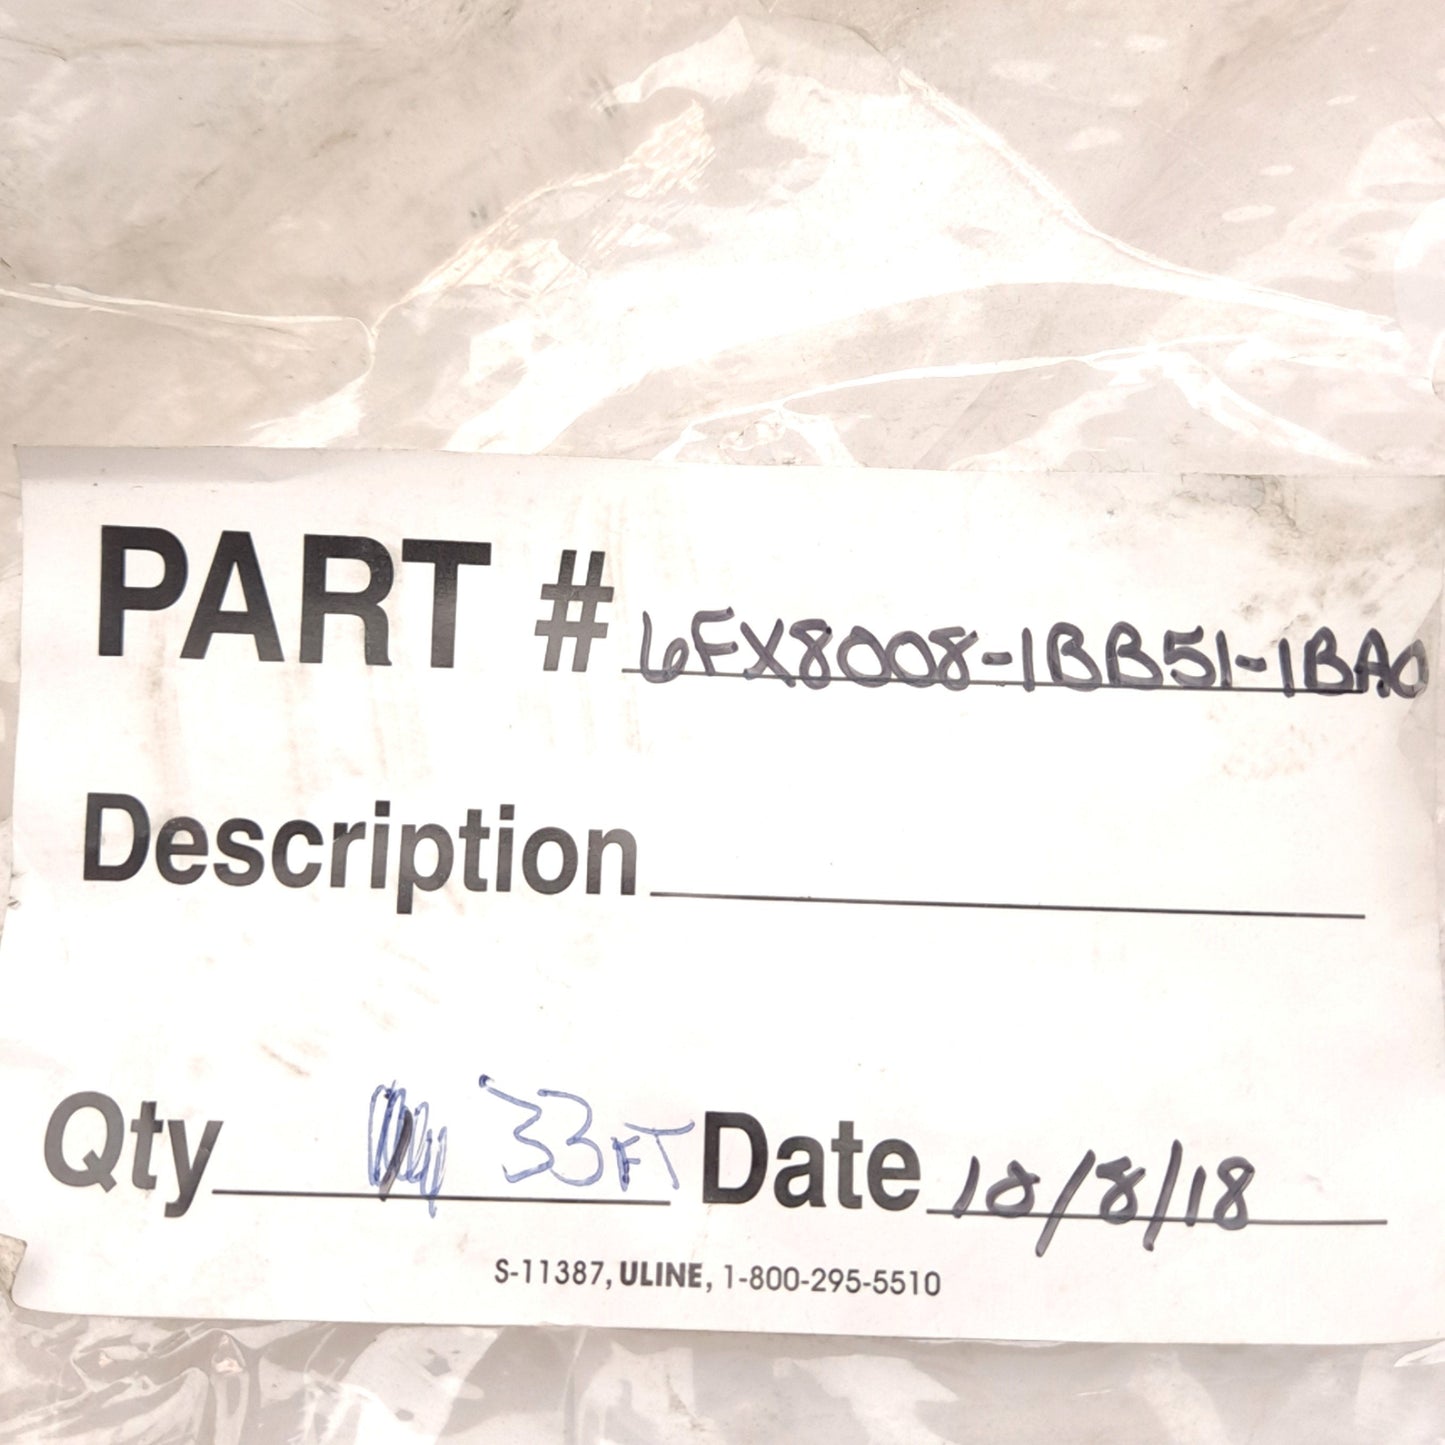 PART # 6FX8008-1BB51-1BA0
Description
Qty 33FT Date 10/8/18
S-11387, ULINE, 1-800-295-5510